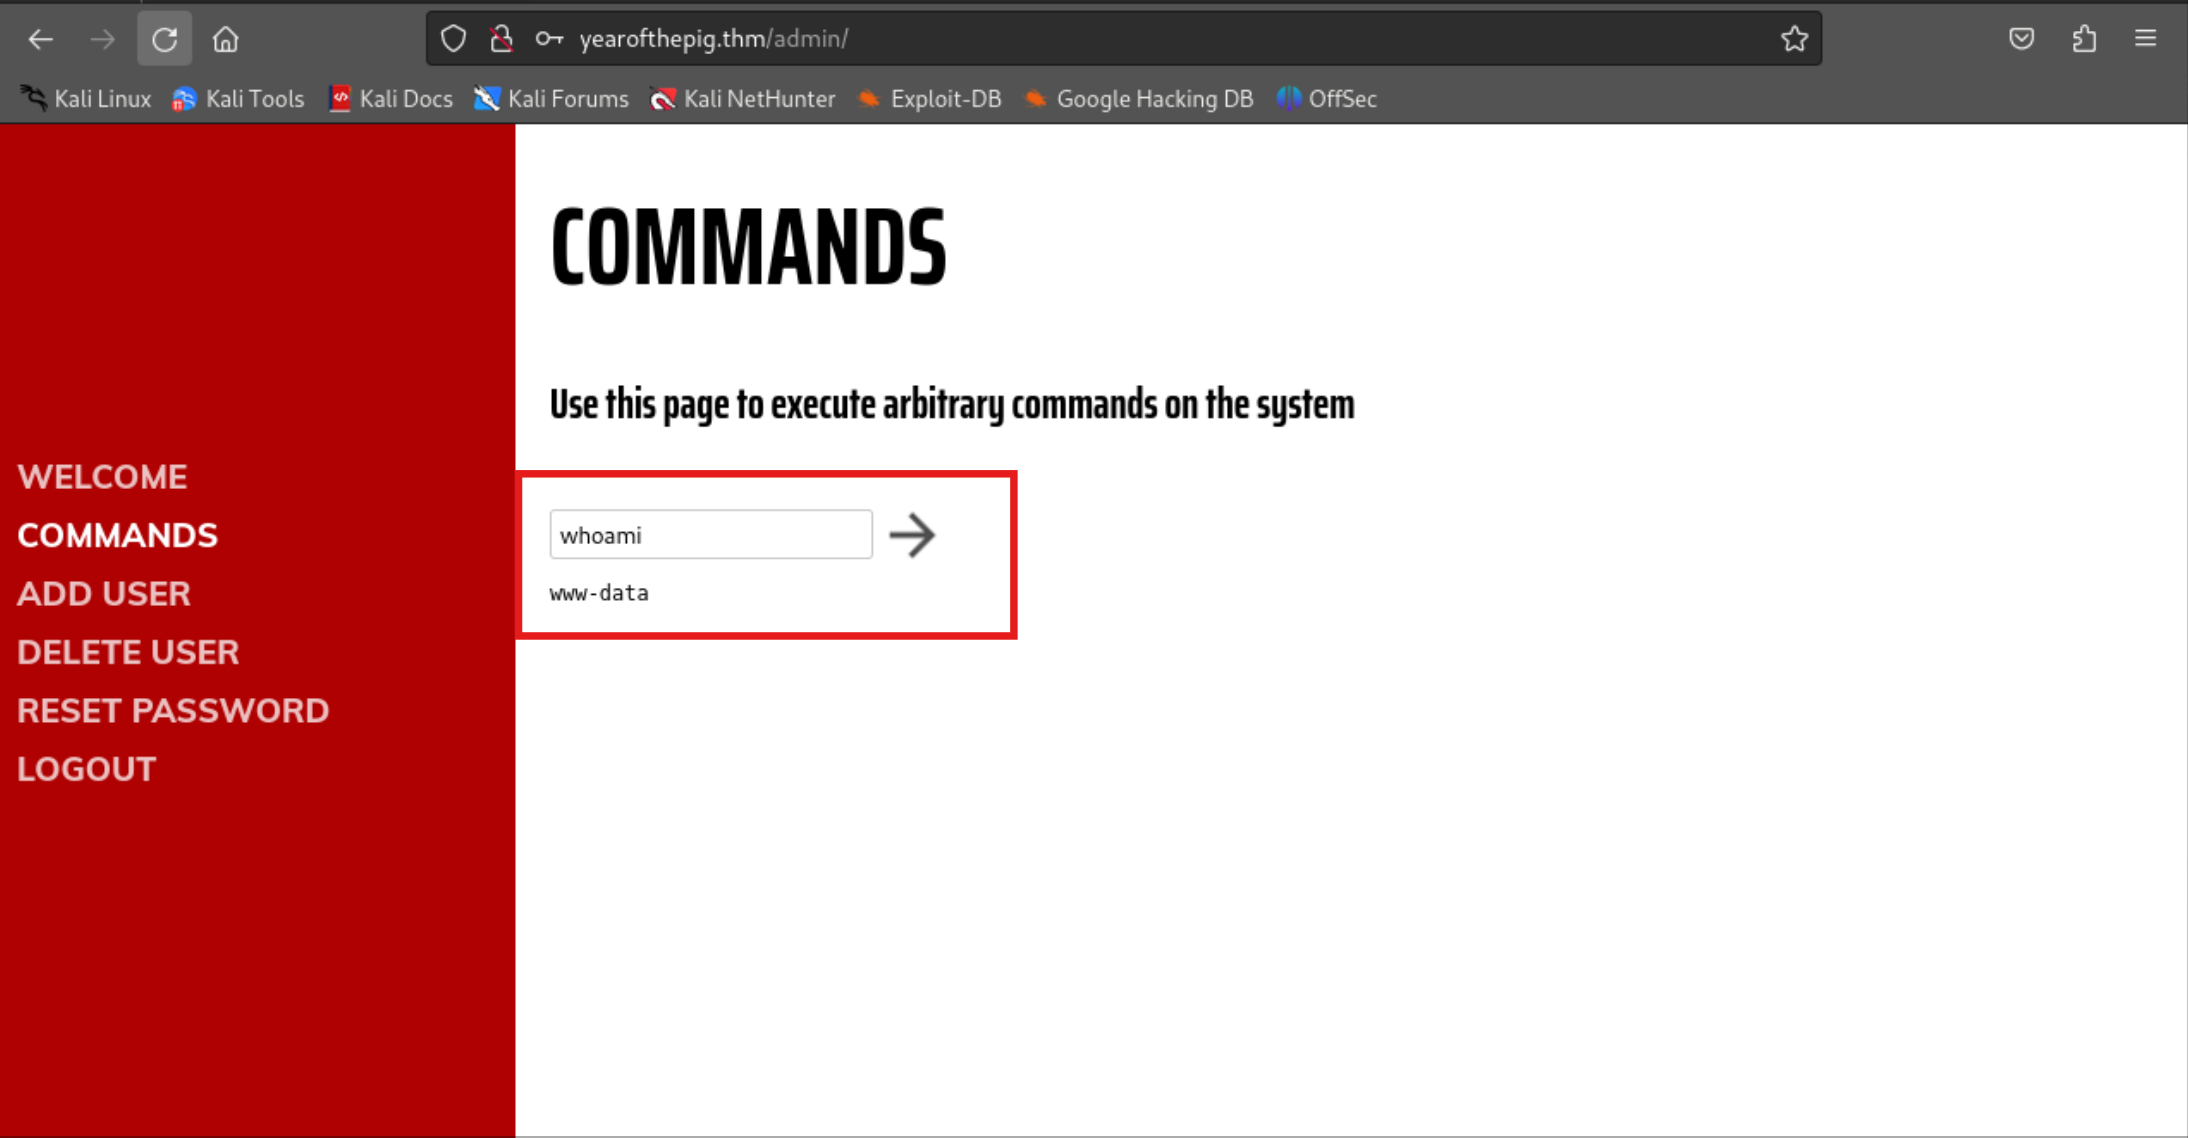 yearofthepig.thm/admin/
Kali Linux Kali Tools Kali Docs Kali Forums Kali NetHunter Exploit-DB Google Hacking DB OffSec
COMMANDS
Use this page to execute arbitrary commands on the system
whoami
www-data
WELCOME
COMMANDS
ADD USER
DELETE USER
RESET PASSWORD
LOGOUT